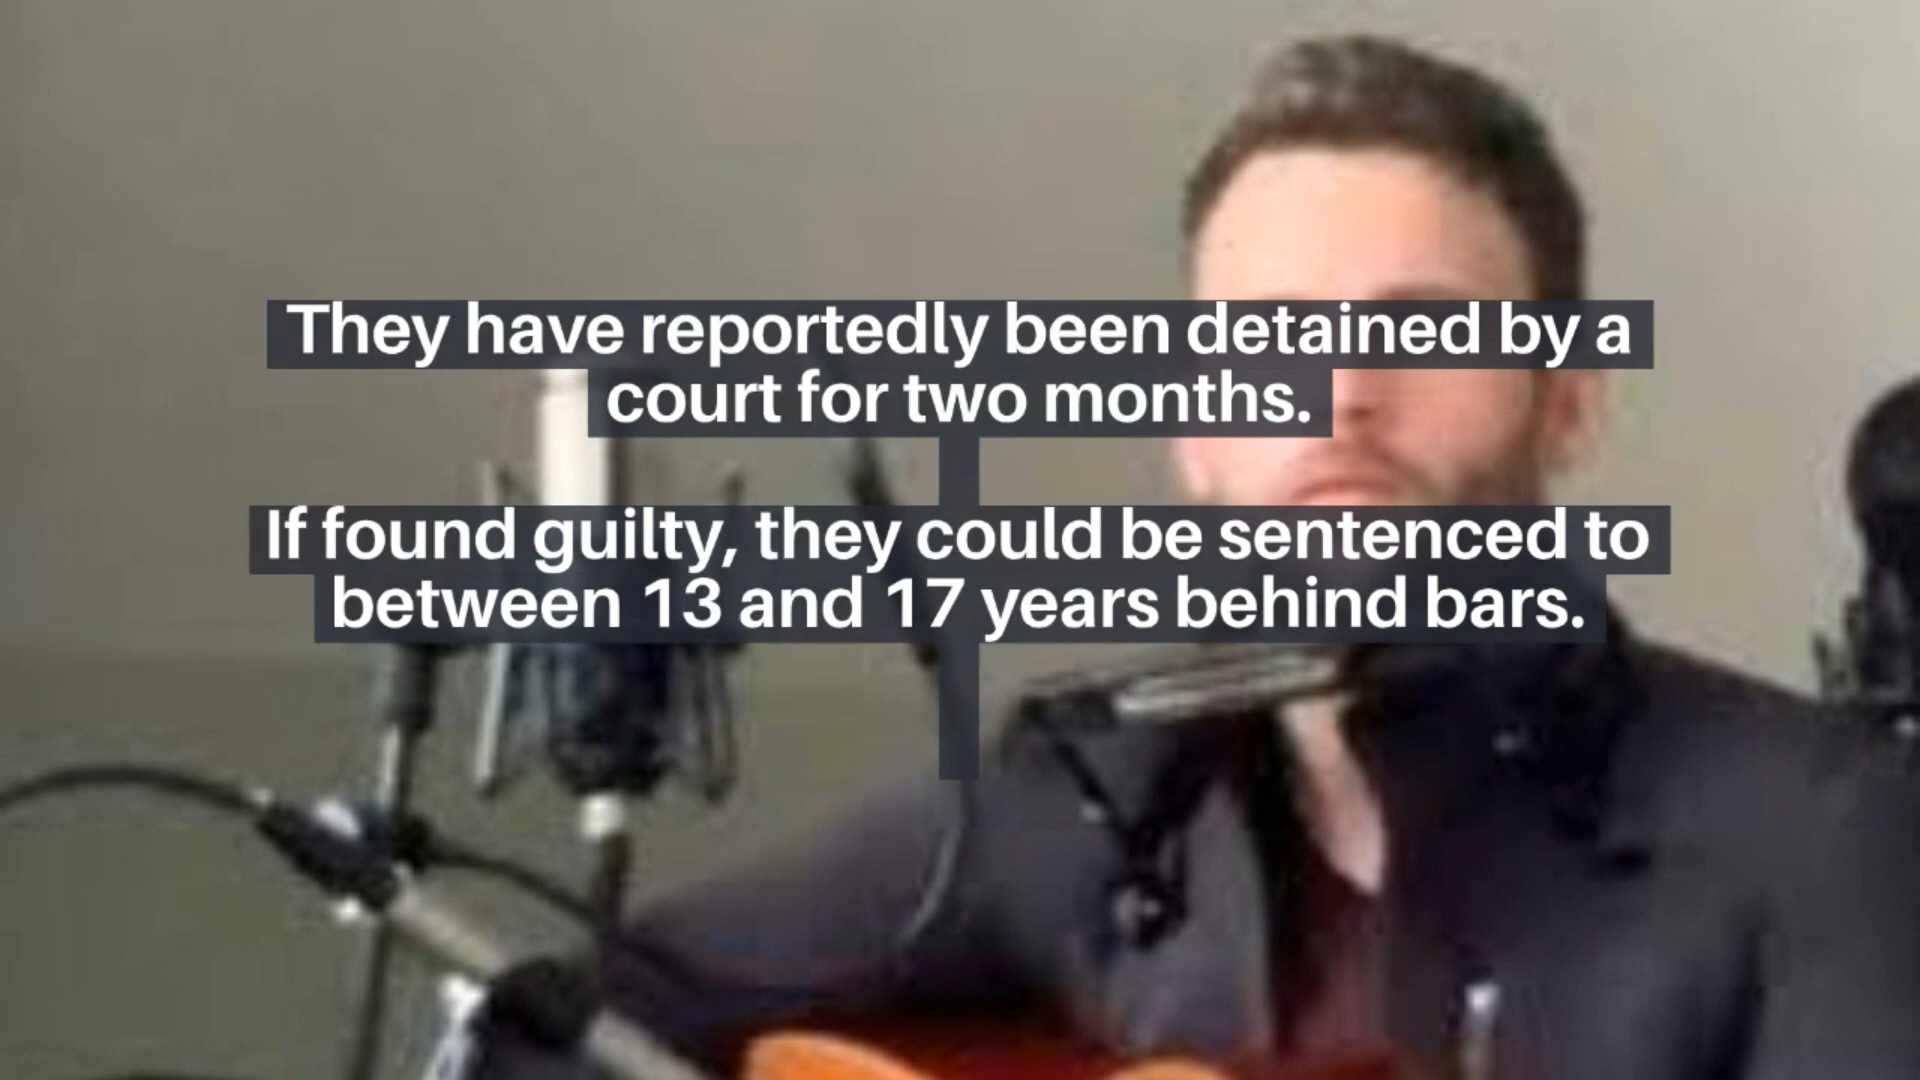 They have reportedly been detained by a
court for two months.
If found guilty, they could be sentenced to
between 13 and 17 years behind bars.